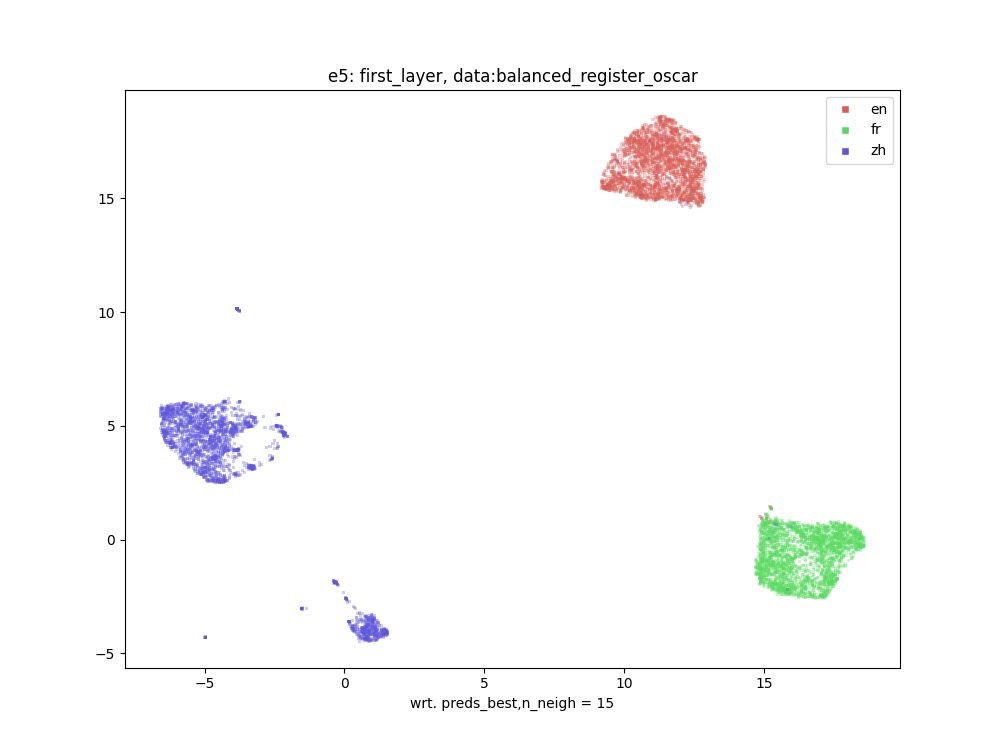 e5: first_layer, data:balanced_register_oscar
en
fr
zh
15
10
5
0
−5
−5
0
5
10
15
wrt. preds_best,n_neigh = 15